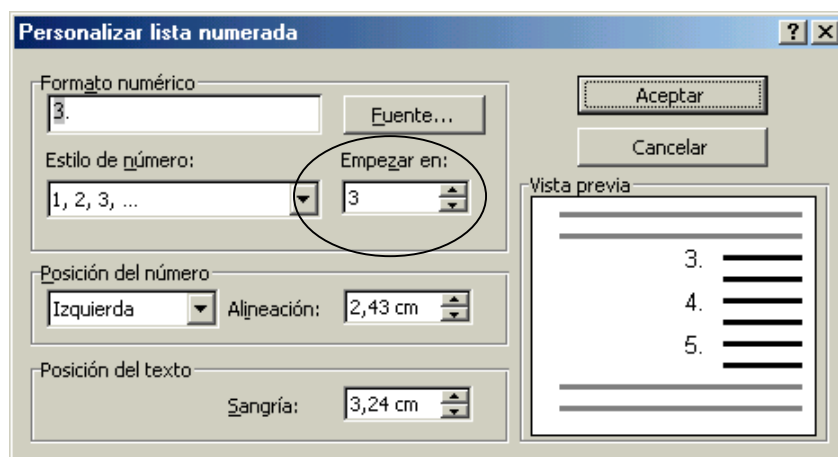 Personalizar lista numerada
Formato numérico
3.
Fuente...
Estilo de número:
Empezar en:
1, 2, 3, ...
3
Posición del número
Izquierda
Alineación:
2,43 cm
Posición del texto
Sangría:
3,24 cm
Aceptar
Cancelar
Vista previa
3.
4.
5.